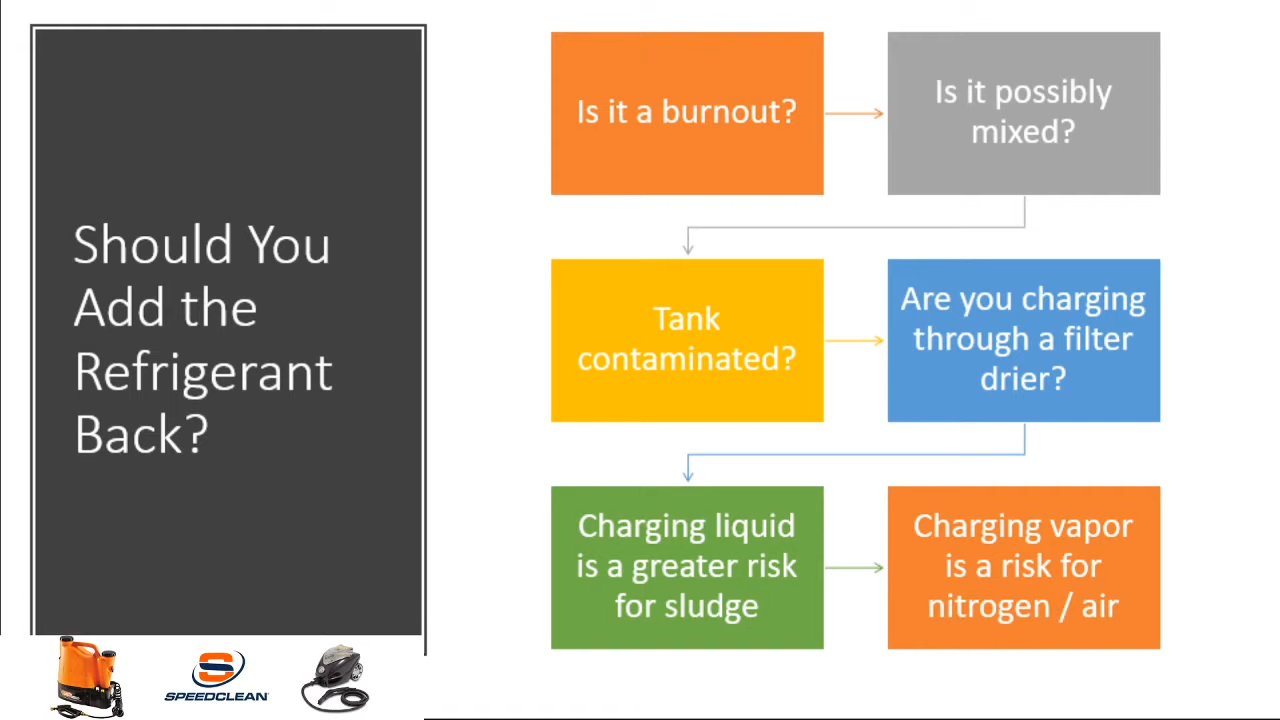 Should You
Add the
Refrigerant
Back?
Is it a burnout?
Is it possibly
mixed?
Tank
contaminated?
Are you charging
through a filter
drier?
Charging liquid
is a greater risk
for sludge
Charging vapor
is a risk for
nitrogen / air
SPEEDCLEAN